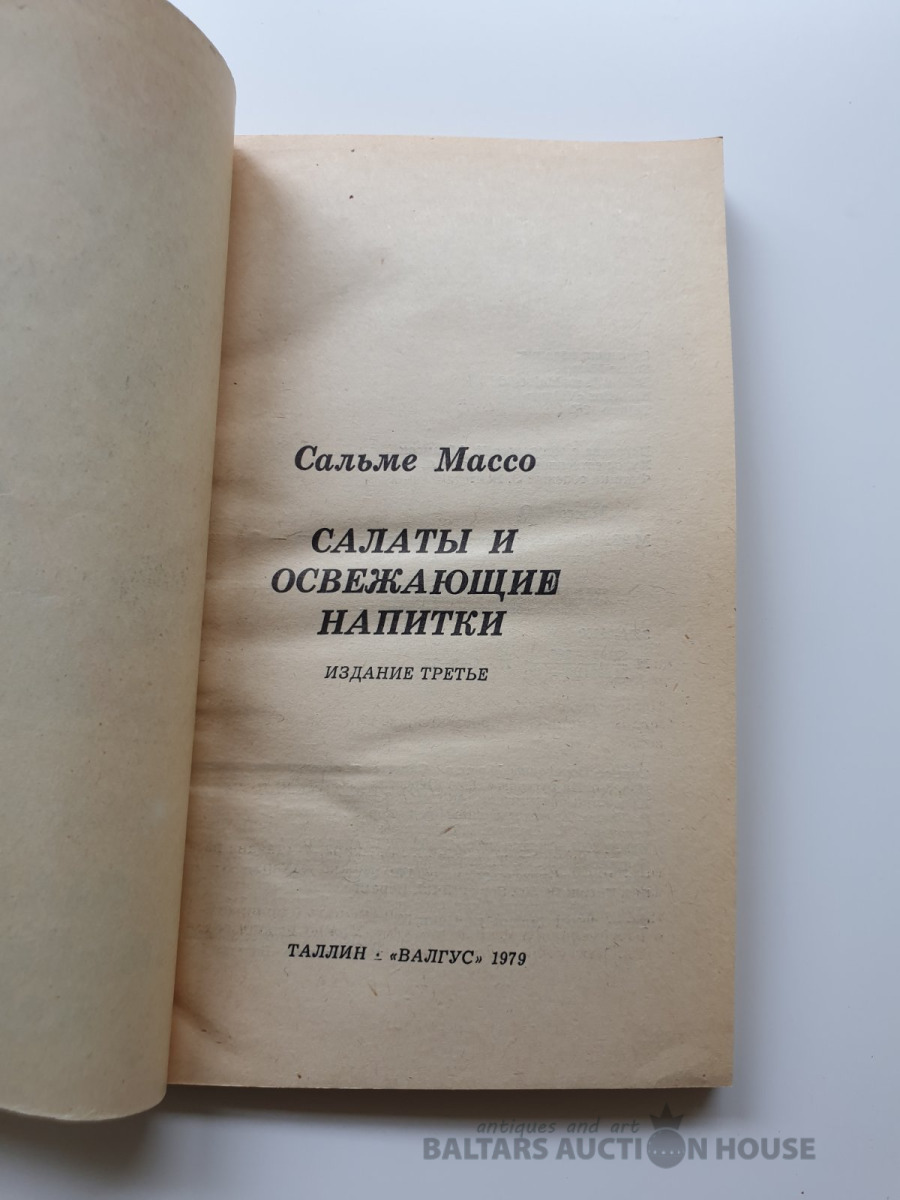 Сальме Массо
САЛАТЫ И
ОСВЕЖАЮЩИЕ
НАПИТКИ
ИЗДАНИЕ ТРЕТЬЕ
ТАЛЛИН · «ВАЛГУС» 1979
antiques and art
BALTARS AUCTION HOUSE